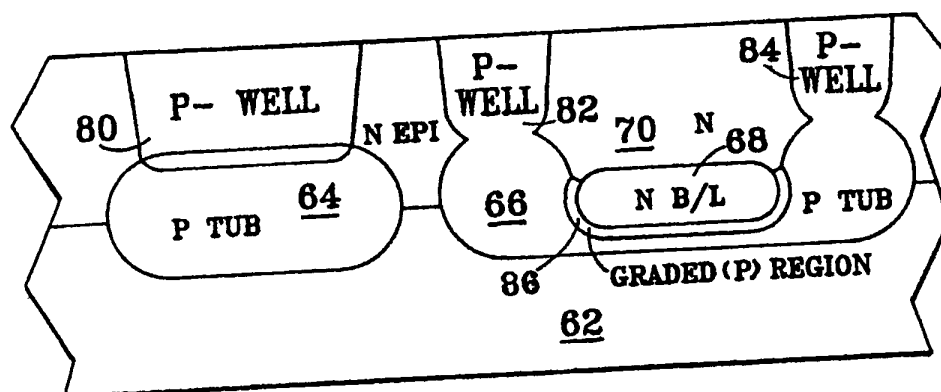 P-
WELL
84
P-
WELL
P- WELL
80
82
N EPI
70
N
68
64
66
N B/L
P TUB
P TUB
86
GRADED(P) REGION
62